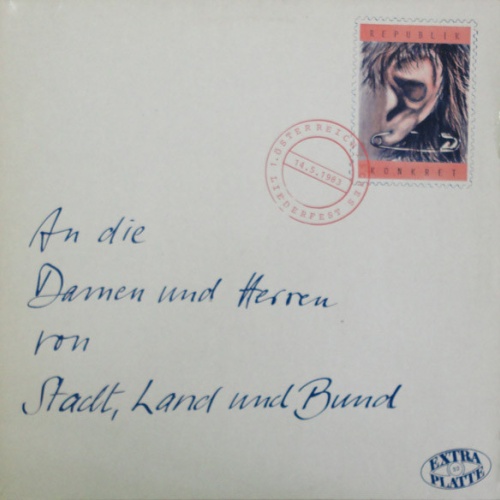 REPUBLIK
KONKRET
1. ÖSTERREICH
LIEDERFEST
14.5.1983
An die
Damen und Herren
von
Stadt, Land und Bund
EXTRA
PLATTE